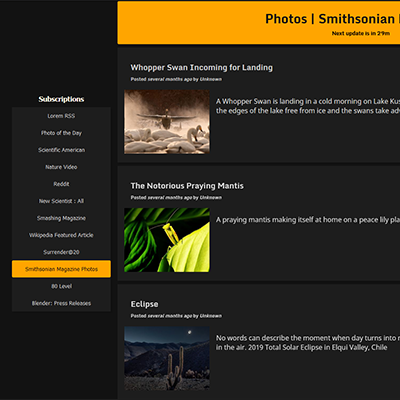 Photos | Smithsonian
Next update is in 29m
Subscriptions
Lorem RSS
Photo of the Day
Scientific American
Nature Video
Reddit
New Scientist : All
Smashing Magazine
Wikipedia Featured Article
Surrender@20
Smithsonian Magazine Photos
80 Level
Blender: Press Releases
Whopper Swan Incoming for Landing
Posted several months ago by Unknown
A Whopper Swan is landing in a cold morning on Lake Kus
the edges of the lake free from ice and the swans take adv
The Notorious Praying Mantis
Posted several months ago by Unknown
A praying mantis making itself at home on a peace lily pla
Eclipse
Posted several months ago by Unknown
No words can describe the moment when day turns into
in the air. 2019 Total Solar Eclipse in Elqui Valley, Chile